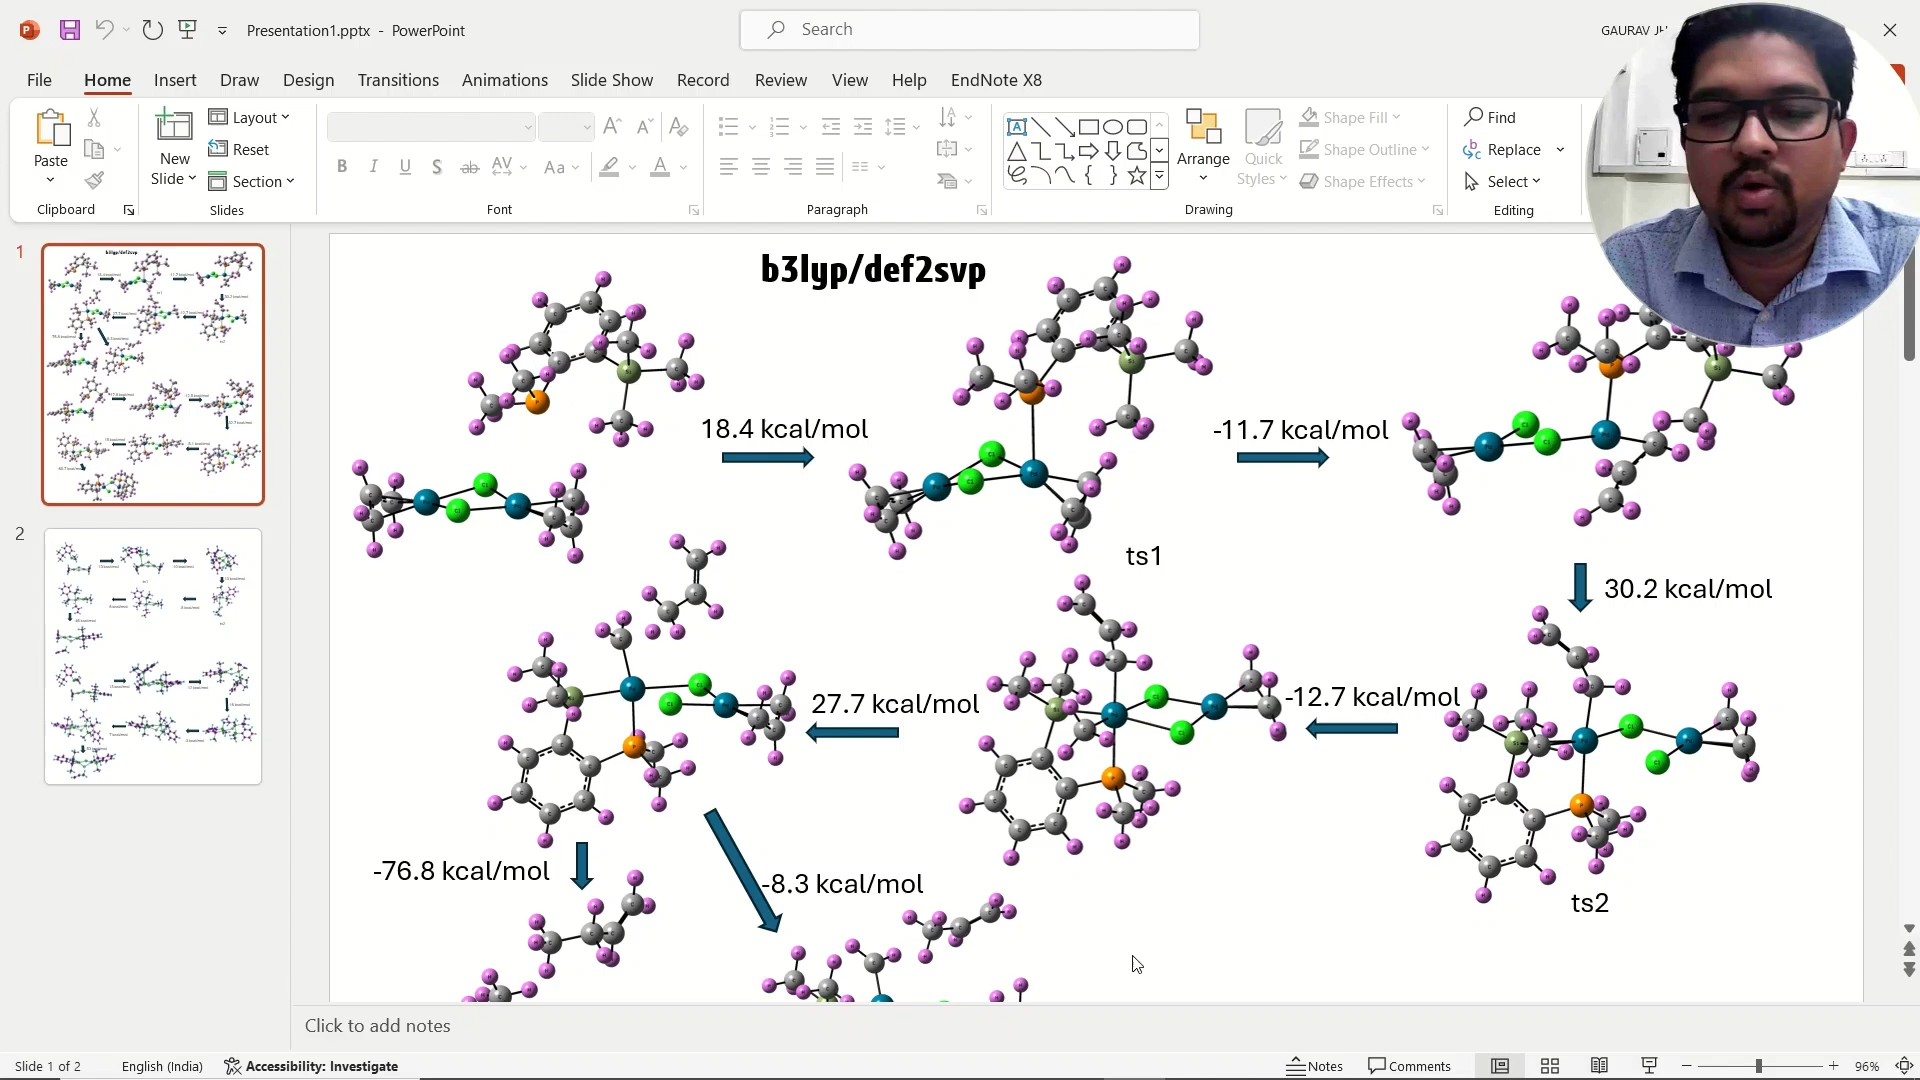 Presentation1.pptx - PowerPoint
Search
GAURAV JH
File Home Insert Draw Design Transitions Animations Slide Show Record Review View Help EndNote X8
Paste
New Slide
Layout
Reset
Section
Find
Replace
Select
Arrange
Quick Styles
Shape Fill
Shape Outline
Shape Effects
Clipboard
Slides
Font
Paragraph
Drawing
Editing
1
2
b3lyp/def2svp
18.4 kcal/mol
-11.7 kcal/mol
ts1
30.2 kcal/mol
27.7 kcal/mol
-12.7 kcal/mol
-76.8 kcal/mol
-8.3 kcal/mol
ts2
Click to add notes
Slide 1 of 2
English (India)
Accessibility: Investigate
Notes
Comments
96%